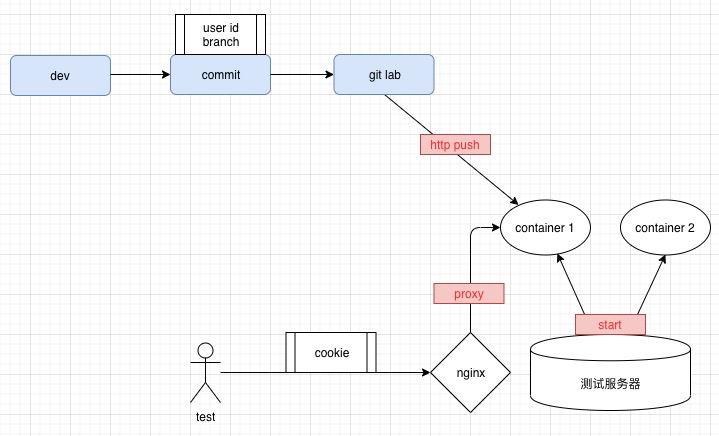 user id
branch
dev
commit
git lab
http push
container 1
container 2
proxy
start
cookie
nginx
测试服务器
test